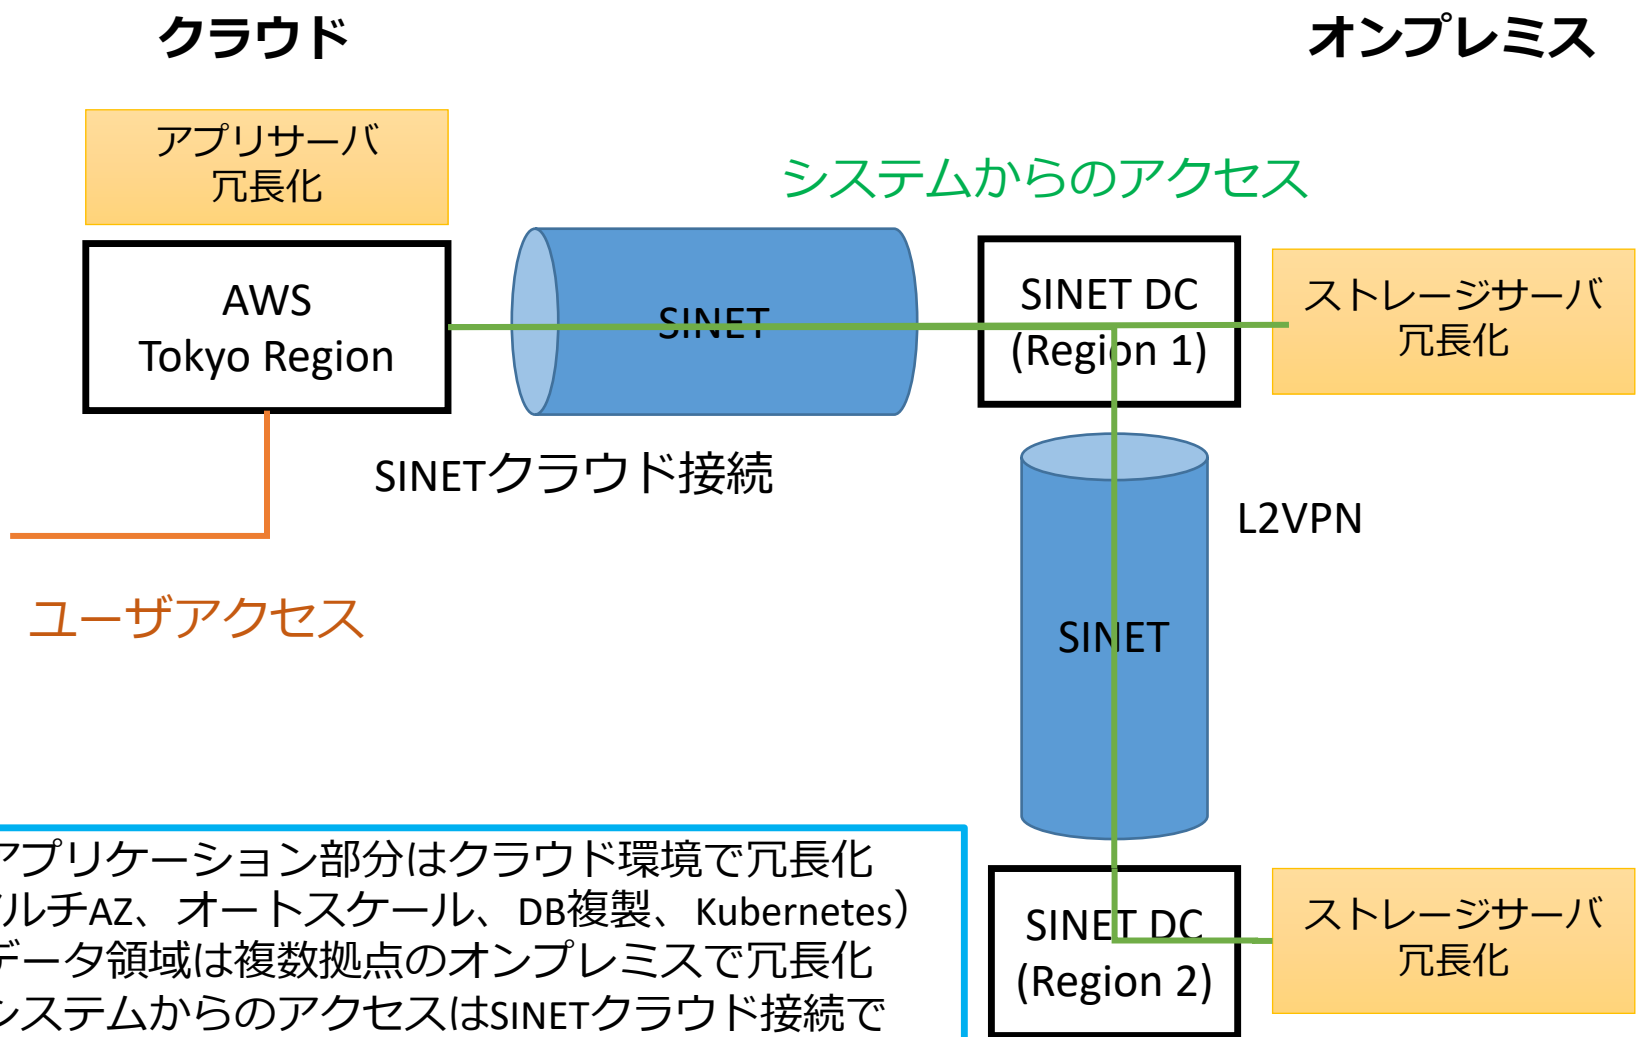 クラウド
オンプレミス
アプリサーバ
冗長化
システムからのアクセス
AWS
Tokyo Region
SINET
SINET DC
(Region 1)
ストレージサーバ
冗長化
SINETクラウド接続
L2VPN
ユーザアクセス
SINET
アプリケーション部分はクラウド環境で冗長化
ルチAZ、オートスケール、DB複製、Kubernetes）
データ領域は複数拠点のオンプレミスで冗長化
システムからのアクセスはSINETクラウド接続で
SINET DC
(Region 2)
ストレージサーバ
冗長化